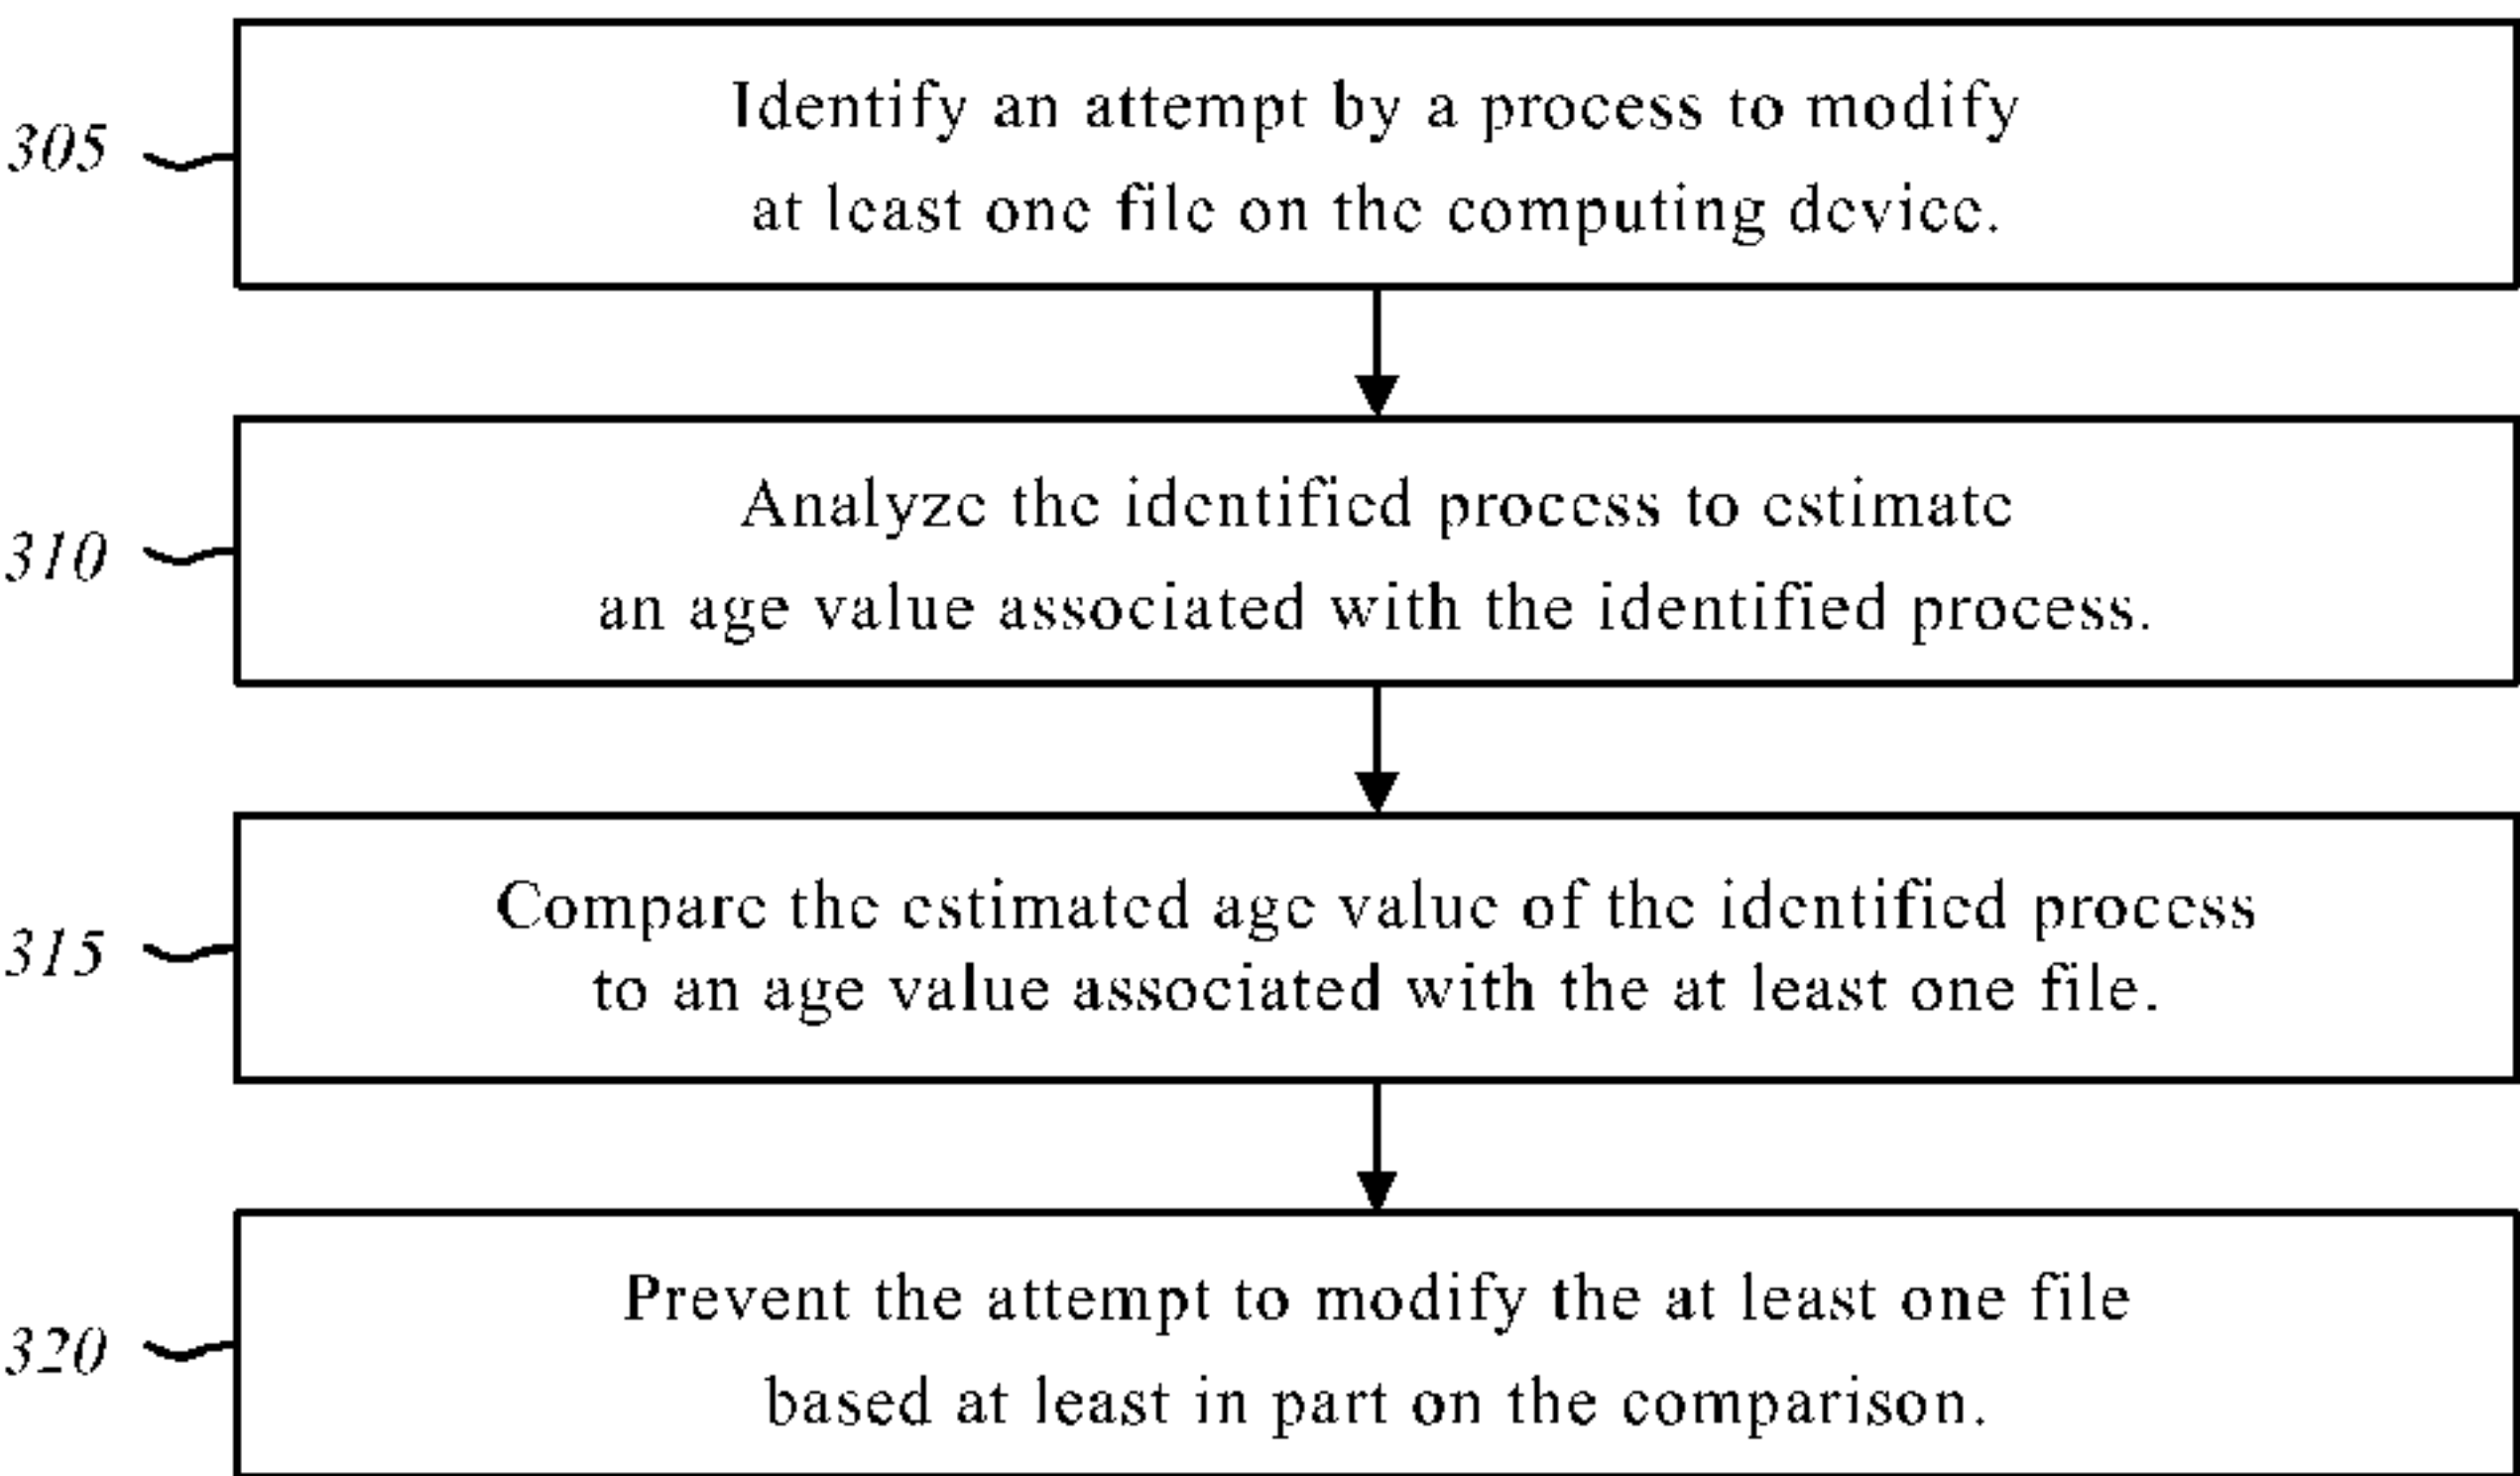 Identify an attempt by a process to modify
305
at least one file on the computing device.
Analyze the identified process to estimate
310
an age value associated with the identified process.
Compare the estimated age value of the identified process
315
to an age value associated with the at least one file.
Prevent the attempt to modify the at least one file
320
based at least in part on the comparison.